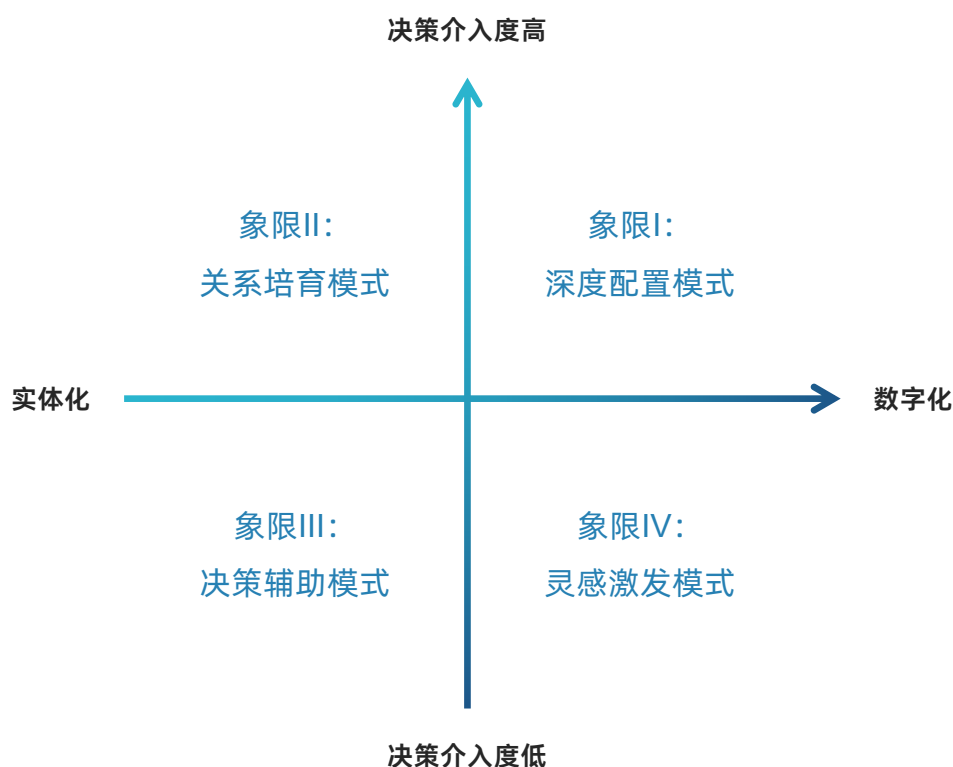 决策介入度高
象限II：
关系培育模式
象限I：
深度配置模式
实体化
数字化
象限III：
决策辅助模式
象限IV：
灵感激发模式
决策介入度低